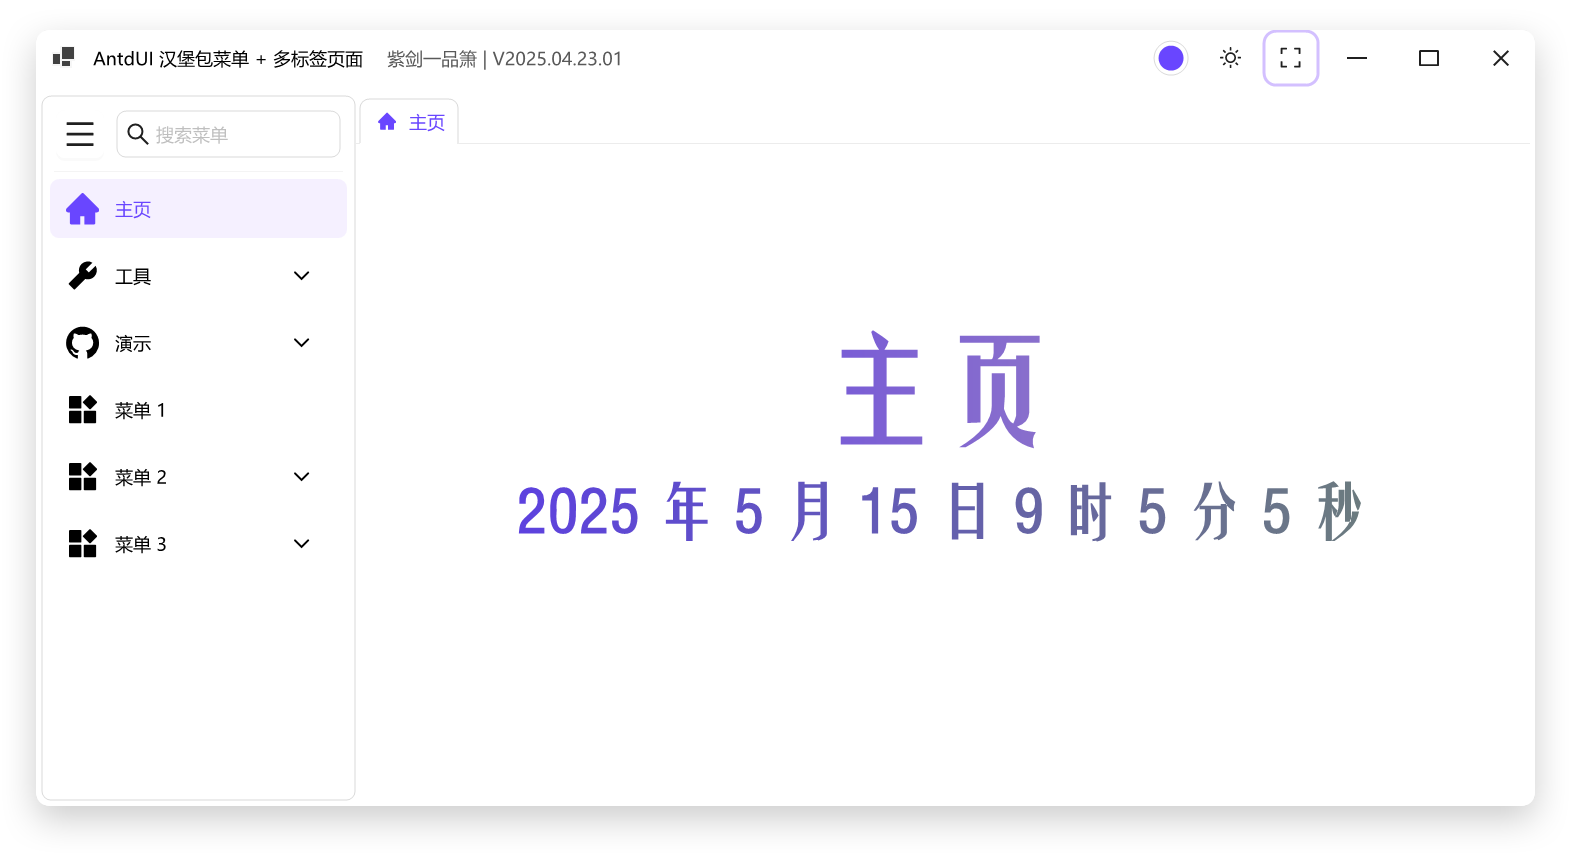 AntdUI 汉堡包菜单 + 多标签页面 紫剑一品箫 | V2025.04.23.01
搜索菜单
主页
主页
工具
演示
菜单 1
菜单 2
菜单 3
主页
2025 年 5 月 15 日 9 时 5 分 5 秒